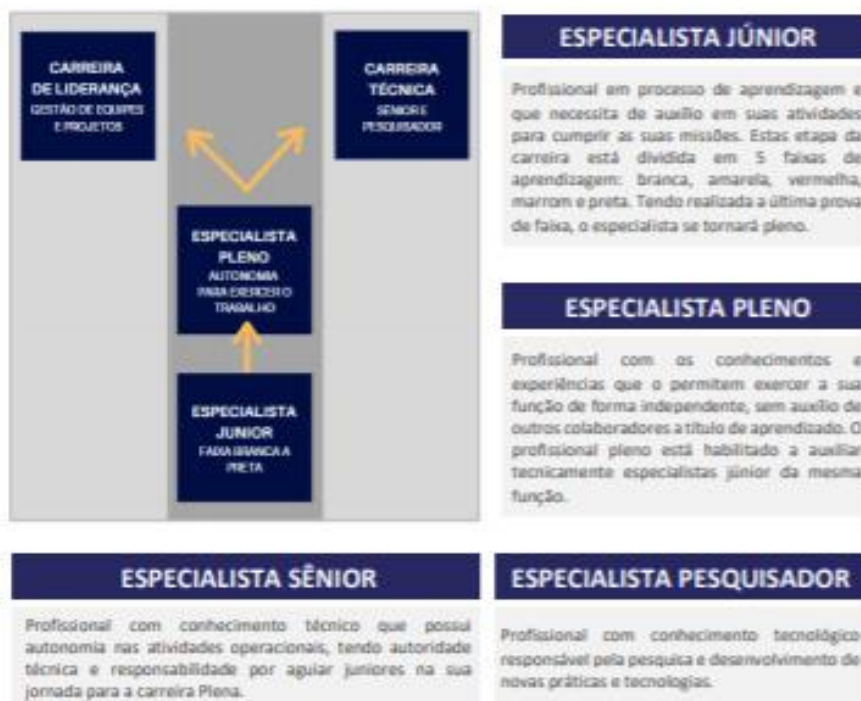 CARREIRA
DE LIDERANÇA
GESTÃO DE EQUIPES
E PROJETOS
CARREIRA
TÉCNICA
SÊNIOR E
PESQUISADOR
ESPECIALISTA
PLENO
AUTONOMIA
PARA EXERCER O
TRABALHO
ESPECIALISTA
JUNIOR
FAIXA BRANCA A
PRETA
ESPECIALISTA JÚNIOR
Profissional em processo de aprendizagem e
que necessita de auxílio em suas atividades
para cumprir as suas missões. Estas etapa da
carreira está dividida em 5 faixas de
aprendizagem: branca, amarela, vermelha,
marrom e preta. Tendo realizada a última prova
de faixa, o especialista se tornará pleno.
ESPECIALISTA PLENO
Profissional com os conhecimentos e
experiências que o permitem exercer a sua
função de forma independente, sem auxílio de
outros colaboradores a título de aprendizado. O
profissional pleno está habilitado a auxiliar
tecnicamente especialistas júnior da mesma
função.
ESPECIALISTA SÊNIOR
Profissional com conhecimento técnico que possui
autonomia nas atividades operacionais, tendo autoridade
técnica e responsabilidade por aguiar juniores na sua
jornada para a carreira Plena.
ESPECIALISTA PESQUISADOR
Profissional com conhecimento tecnológico
responsável pela pesquisa e desenvolvimento de
novas práticas e tecnologias.